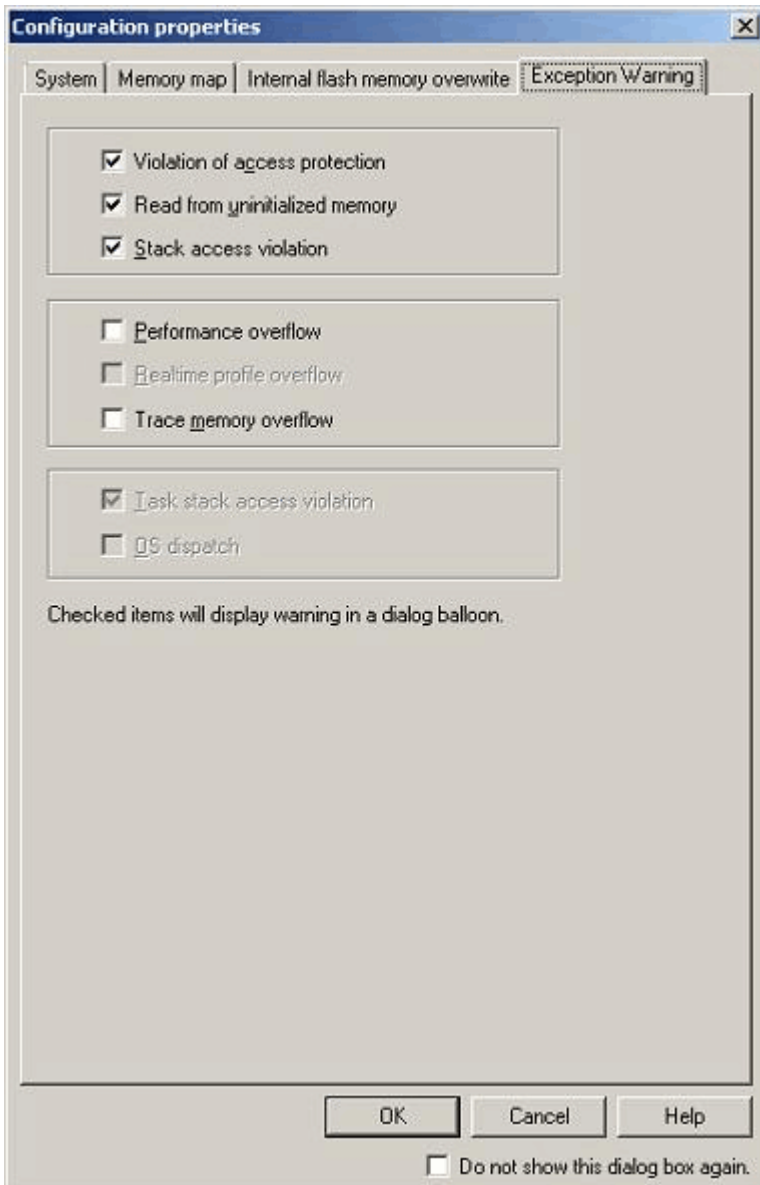 Configuration properties
System Memory map Internal flash memory overwrite Exception Warning
Violation of access protection
Read from uninitialized memory
Stack access violation
Performance overflow
Realtime profile overflow
Trace memory overflow
Task stack access violation
OS dispatch
Checked items will display warning in a dialog balloon.
OK Cancel Help
Do not show this dialog box again.